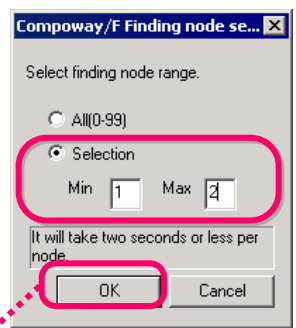 Compoway/F Finding node se...
Select finding node range.
All(0-99)
Selection
Min 1 Max 2
It will take two seconds or less per
node.
OK Cancel